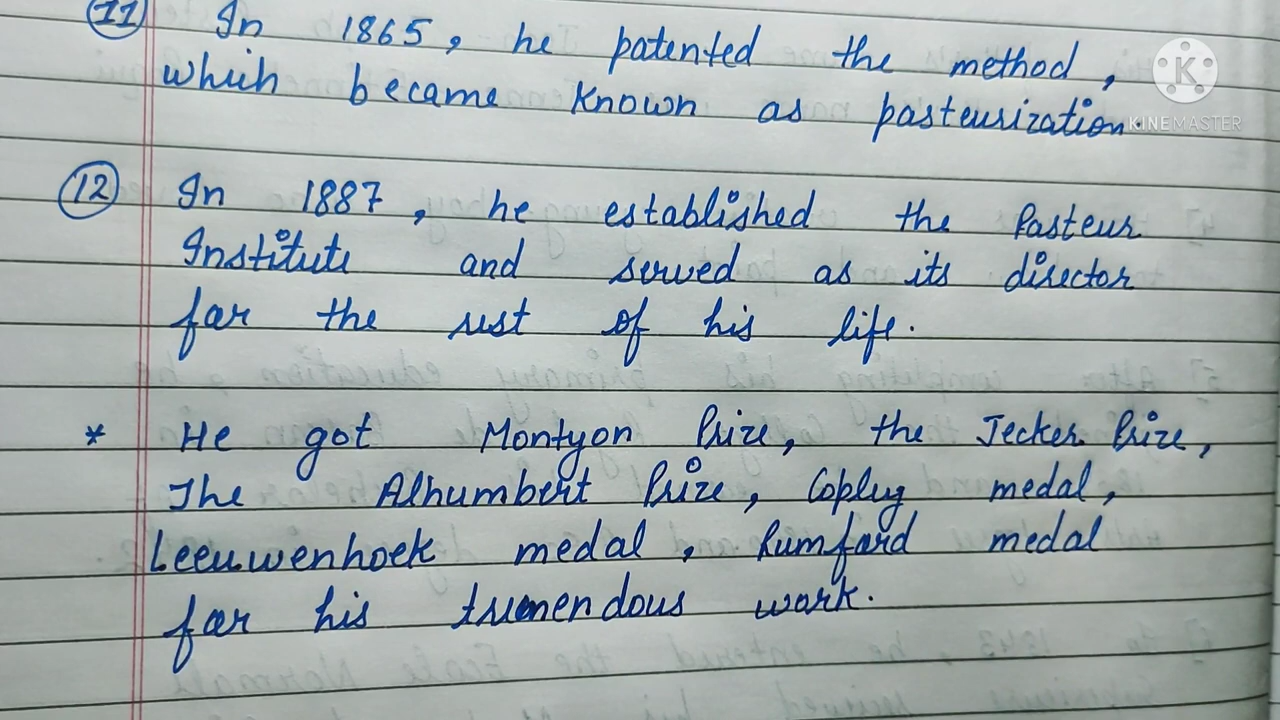 11 In 1865, he patented the method,
which became known as pasteurization.
KINEMASTER
12 In 1887, he established the Pasteur
Institute and served as its director
for the rest of his life.
* He got Montyon Prize, the Jecker Prize,
The Alhumbert Prize, Copley medal,
Leeuwenhoek medal, Rumford medal
for his tremendous work.